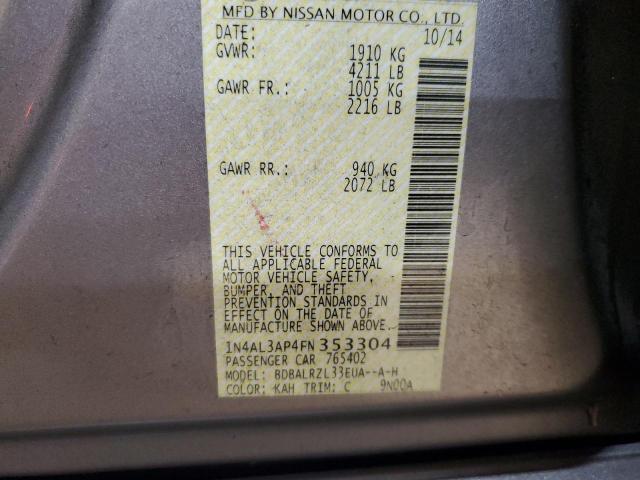 MFD BY NISSAN MOTOR CO., LTD.
DATE: 10/14
GVWR: 1910 KG
4211 LB
GAWR FR.: 1005 KG
2216 LB
GAWR RR.: 940 KG
2072 LB
THIS VEHICLE CONFORMS TO
ALL APPLICABLE FEDERAL
MOTOR VEHICLE SAFETY,
BUMPER, AND THEFT
PREVENTION STANDARDS IN
EFFECT ON THE DATE OF
MANUFACTURE SHOWN ABOVE.
1N4AL3AP4FN353304
PASSENGER CAR 765402
MODEL: BDBALRZL33EUA--A-H
COLOR: KAH TRIM: C 9N00A